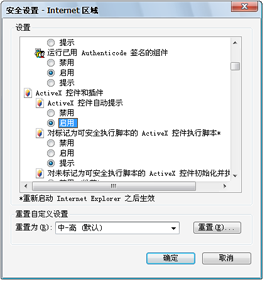 安全设置 - Internet 区域
设置
提示
运行已用 Authenticode 签名的组件
禁用
启用
提示
ActiveX 控件和插件
ActiveX 控件自动提示
禁用
启用
对标记为可安全执行脚本的 ActiveX 控件执行脚本*
禁用
启用
提示
对未标记为可安全执行脚本的 ActiveX 控件初始化并执
*重新启动 Internet Explorer 之后生效
重置自定义设置
重置为(R): 中-高 (默认) 重置(E)...
确定 取消